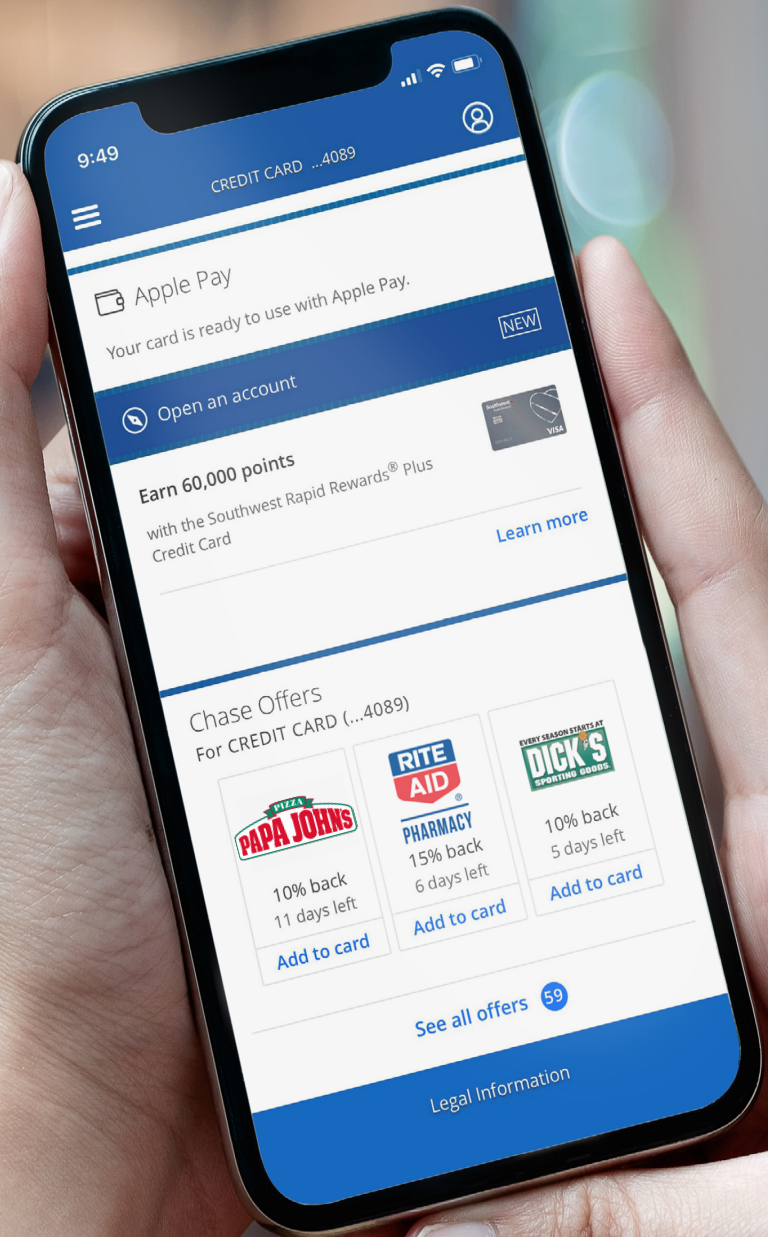 9:49
CREDIT CARD ...4089
Apple Pay
Your card is ready to use with Apple Pay.
Open an account
NEW
Earn 60,000 points
with the Southwest Rapid Rewards® Plus
Credit Card
Southwest
VISA
Learn more
Chase Offers
For CREDIT CARD (...4089)
PIZZA
PAPA JOHNS
10% back
11 days left
Add to card
RITE
AID
®
PHARMACY
15% back
6 days left
Add to card
EVERY SEASON STARTS AT
DICK'S
SPORTING GOODS
10% back
5 days left
Add to card
See all offers 59
Legal Information